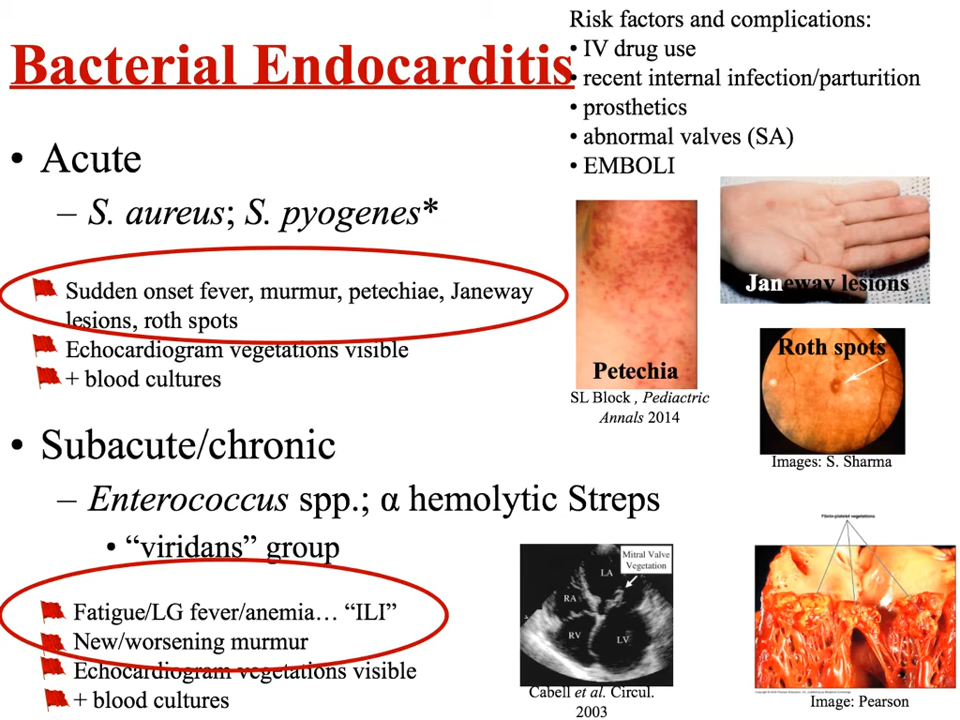 Bacterial Endocarditis
Risk factors and complications:
• IV drug use
• recent internal infection/parturition
• prosthetics
• abnormal valves (SA)
• EMBOLI
• Acute
– S. aureus; S. pyogenes*
Sudden onset fever, murmur, petechiae, Janeway
lesions, roth spots
Echocardiogram vegetations visible
+ blood cultures
Petechia
SL Block , Pediactric
Annals 2014
Janeway lesions
Roth spots
Images: S. Sharma
• Subacute/chronic
– Enterococcus spp.; α hemolytic Streps
• “viridans” group
Fatigue/LG fever/anemia… “ILI”
New/worsening murmur
Echocardiogram vegetations visible
+ blood cultures
Mitral Valve
Vegetation
LA
RA
RV
LV
Cabell et al. Circul.
2003
Fibrin-platelet vegetations
Image: Pearson